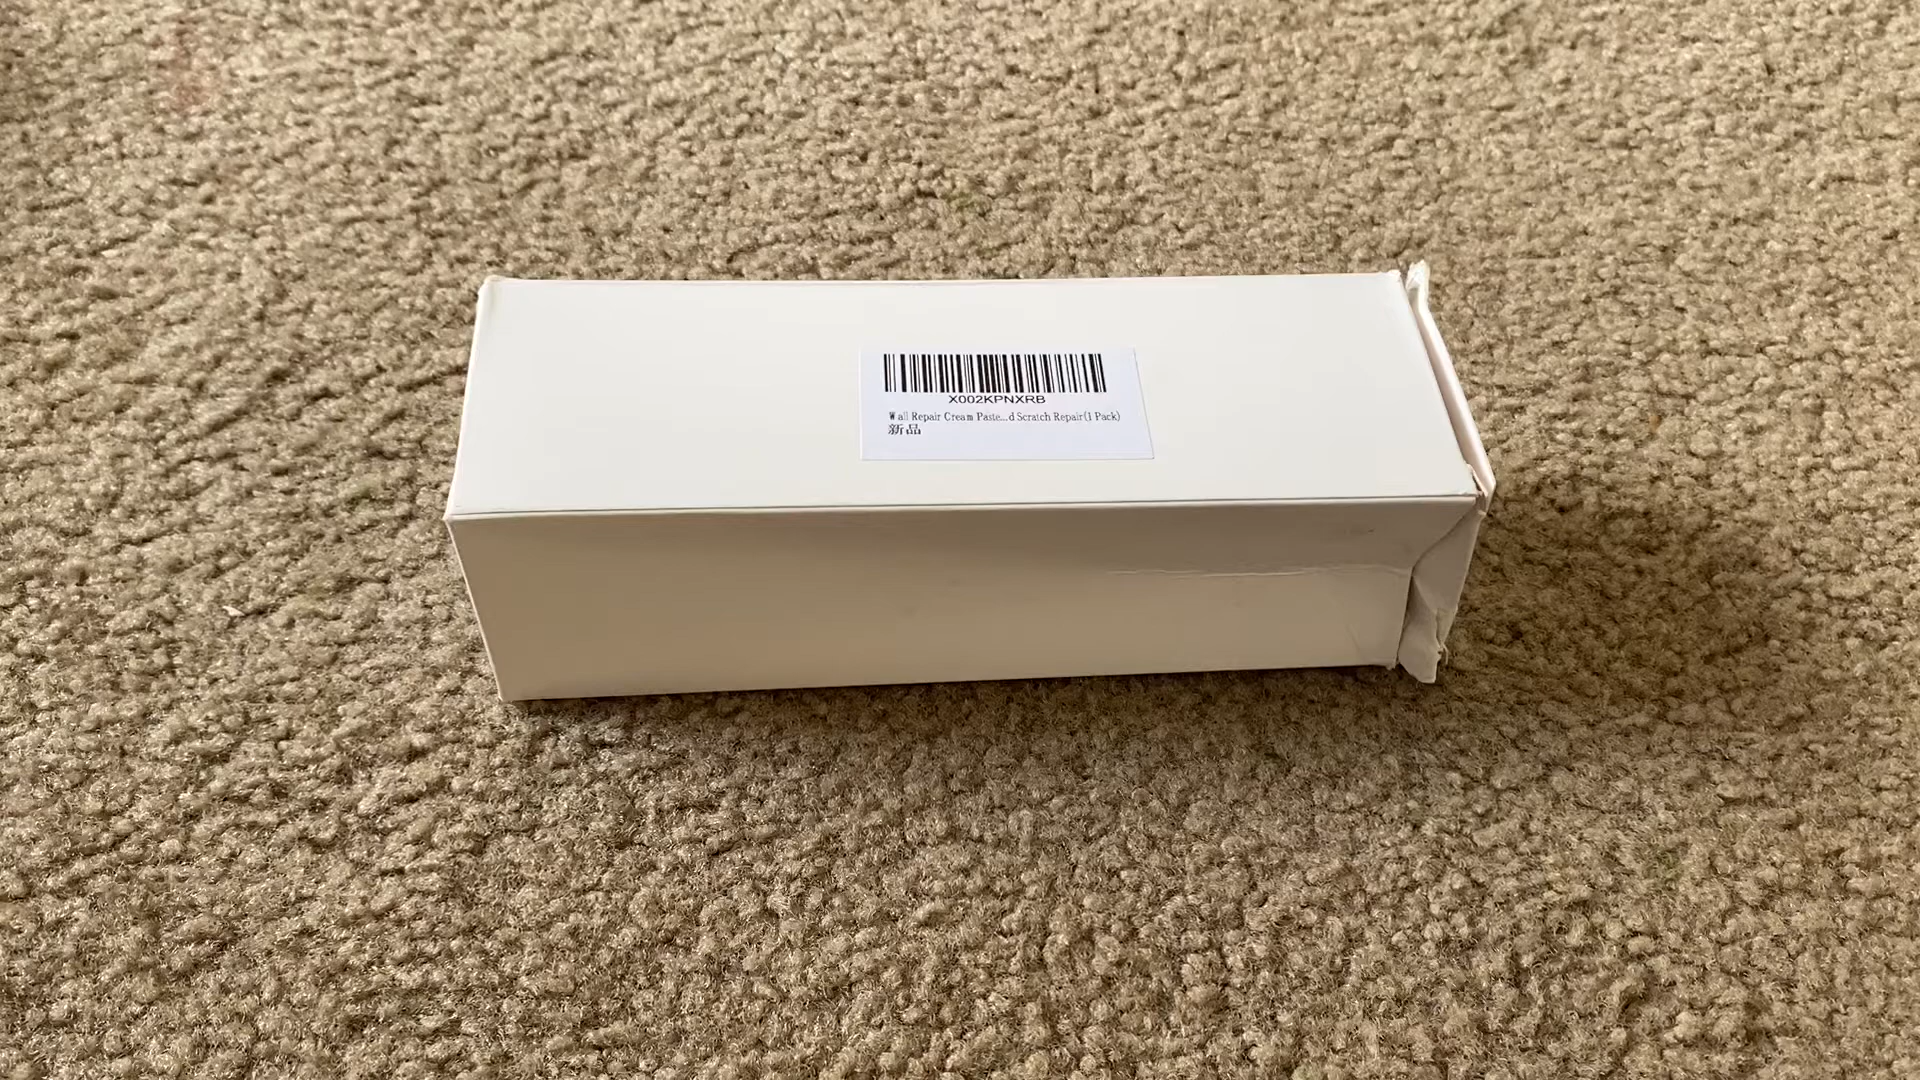 X002KPNXRB
Wall Repair Cream Paste...d Scratch Repair(1 Pack)
新品